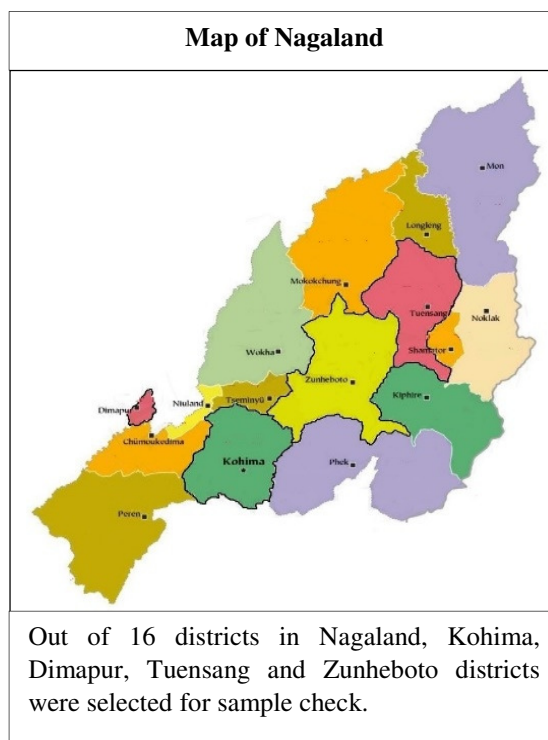 Map of Nagaland
Mon
Longleng
Mokokchung
Tuensang
Noklak
Shamator
Wokha
Zunheboto
Kiphire
Dimapur
Niuland
Tseminyü
Chümoukedima
Kohima
Phek
Peren
Out of 16 districts in Nagaland, Kohima,
Dimapur, Tuensang and Zunheboto districts
were selected for sample check.